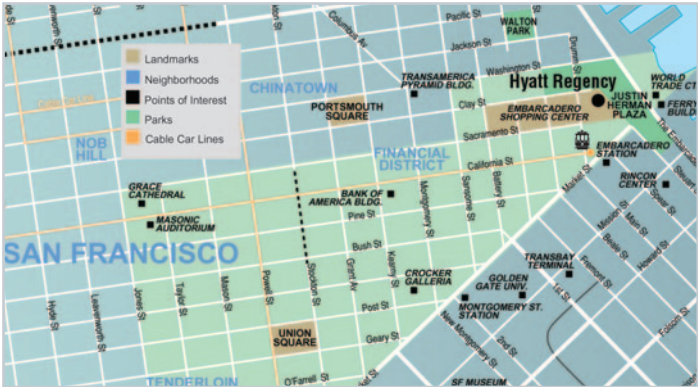 Pacific St
WALTON
PARK
Columbus Av
Jackson St
Drumm St
Washington St
Hyatt Regency
Landmarks
Neighborhoods
Points of Interest
Parks
Cable Car Lines
CHINATOWN
TRANSAMERICA
PYRAMID BLDG.
WORLD
TRADE CT
JUSTIN
HERMAN
PLAZA
FERR
BUILD
Clay St
PORTSMOUTH
SQUARE
EMBARCADERO
SHOPPING CENTER
Sacramento St
NOB
HILL
FINANCIAL
DISTRICT
California St
EMBARCADERO
STATION
Market St
RINCON
CENTER
GRACE
CATHEDRAL
MASONIC
AUDITORIUM
BANK OF
AMERICA BLDG.
Montgomery St
Sansome St
Battery St
Pine St
Spear St
Main St
Beale St
Howard St
SAN FRANCISCO
Bush St
TRANSBAY
TERMINAL
Fremont St
CROCKER
GALLERIA
GOLDEN
GATE UNIV.
1st St
MONTGOMERY ST.
STATION
Hyde St
Leavenworth St
Jones St
Taylor St
Mason St
Powell St
Stockton St
Grant Av
Kearny St
Post St
New Montgomery St
2nd St
Folsom St
UNION
SQUARE
Geary St
TENDERLOIN
O'Farrell St
SF MUSEUM